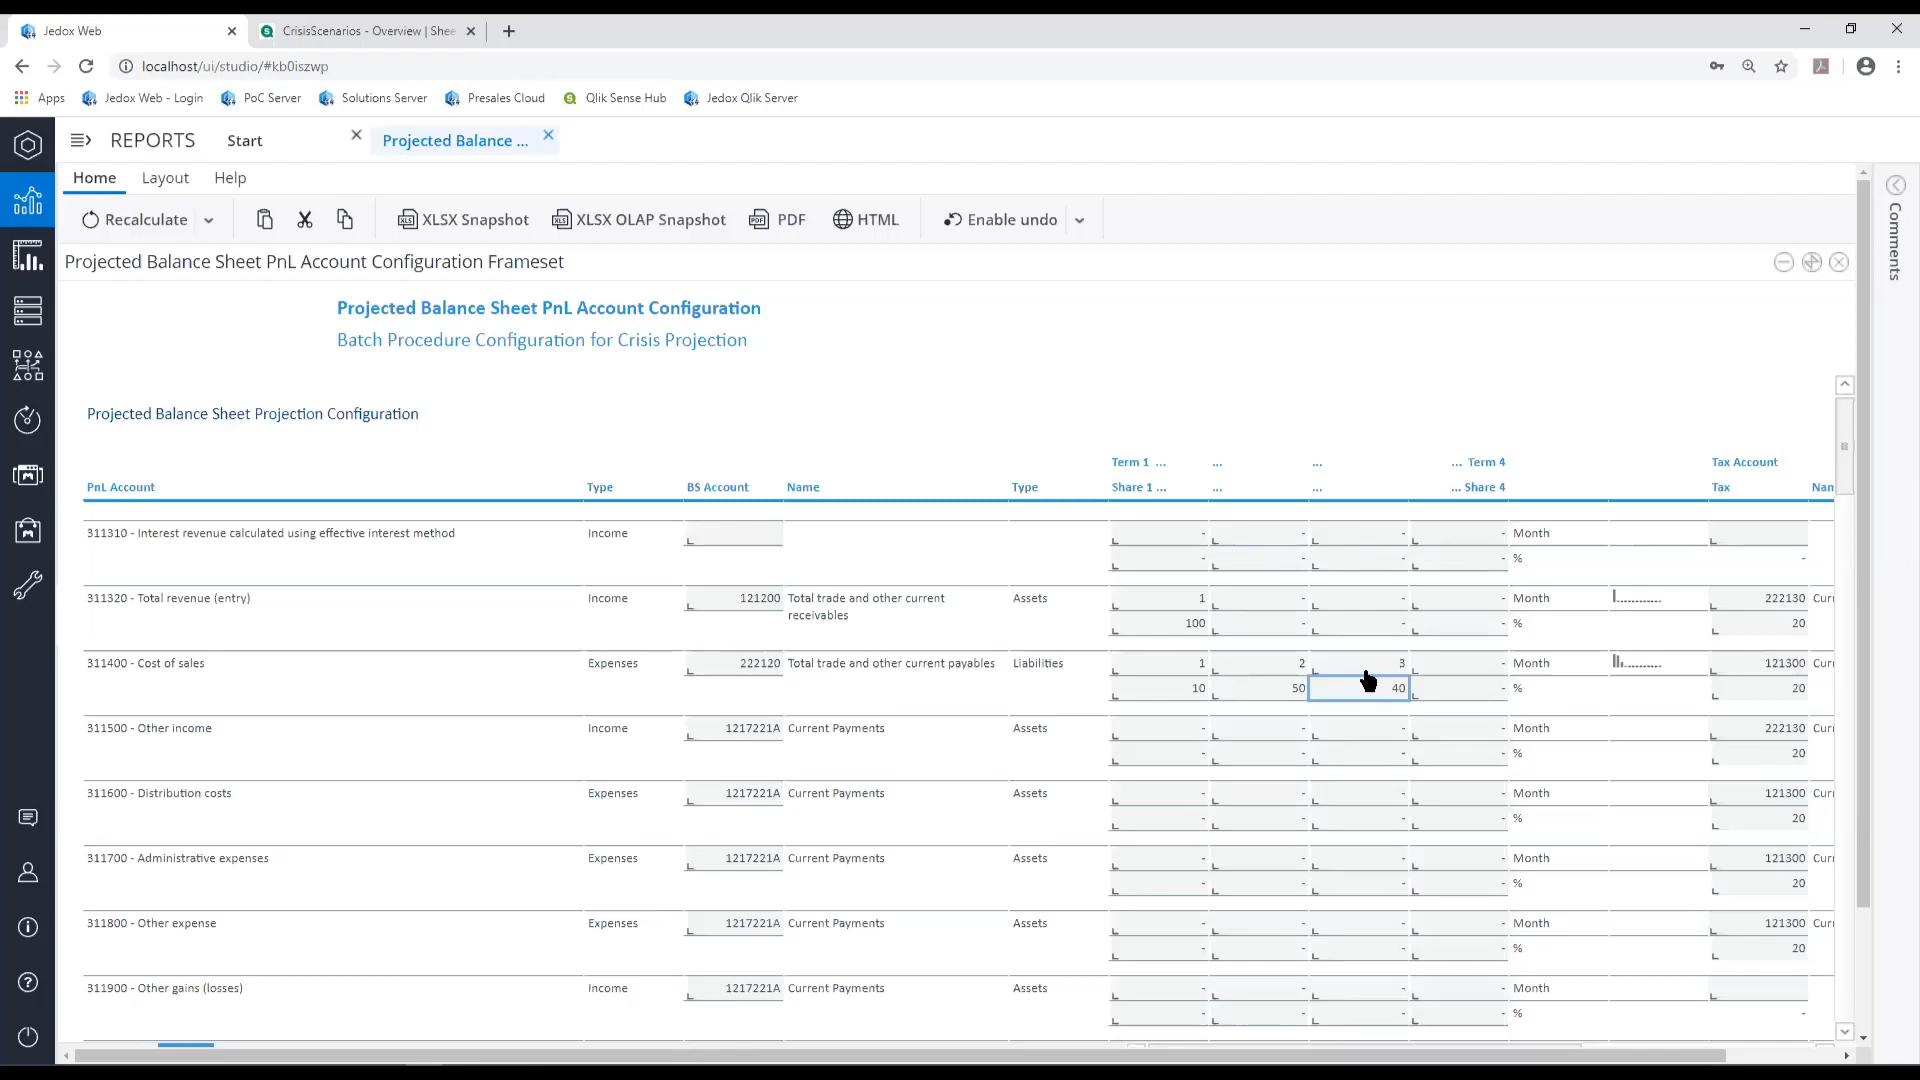 Jedox Web
CrisisScenarios - Overview | Shee
localhost/ui/studio/#kb0iszwp
Apps Jedox Web - Login PoC Server Solutions Server Presales Cloud Qlik Sense Hub Jedox Qlik Server
REPORTS Start Projected Balance ...
Home Layout Help
Recalculate XLSX Snapshot XLSX OLAP Snapshot PDF HTML Enable undo
Comments
Projected Balance Sheet PnL Account Configuration Frameset
Projected Balance Sheet PnL Account Configuration
Batch Procedure Configuration for Crisis Projection
Projected Balance Sheet Projection Configuration
Term 1 ... ... ... ... Term 4 Tax Account
PnL Account Type BS Account Name Type Share 1 ... ... ... ... Share 4 Tax Nam
311310 - Interest revenue calculated using effective interest method Income - - - - Month
- - - - % -
311320 - Total revenue (entry) Income 121200 Total trade and other current Assets 1 - - - Month 222130 Curr
receivables
100 - - - % 20
311400 - Cost of sales Expenses 222120 Total trade and other current payables Liabilities 1 2 3 - Month 121300 Curr
10 50 40 - % 20
311500 - Other income Income 1217221A Current Payments Assets - - - - Month 222130 Curr
- - - - % 20
311600 - Distribution costs Expenses 1217221A Current Payments Assets - - - - Month 121300 Curr
- - - - % 20
311700 - Administrative expenses Expenses 1217221A Current Payments Assets - - - - Month 121300 Curr
- - - - % 20
311800 - Other expense Expenses 1217221A Current Payments Assets - - - - Month 121300 Curr
- - - - % 20
311900 - Other gains (losses) Income 1217221A Current Payments Assets - - - - Month
- - - - % -